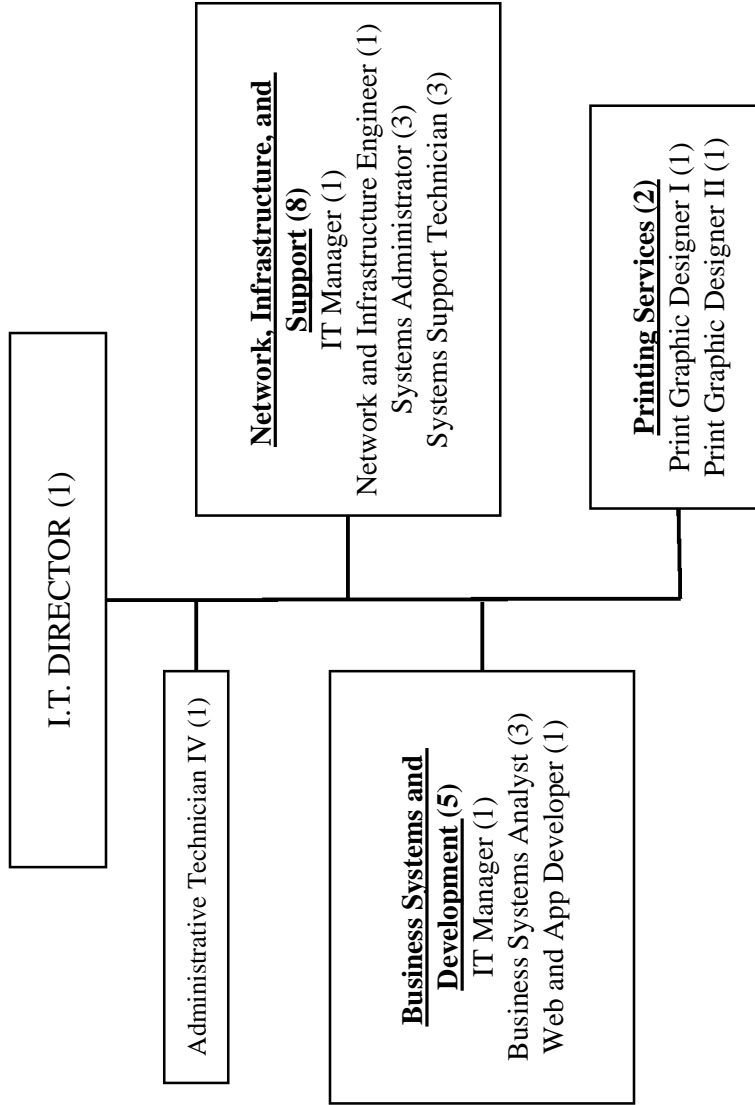 I.T. DIRECTOR (1)
Administrative Technician IV (1)
Network, Infrastructure, and
Support (8)
IT Manager (1)
Network and Infrastructure Engineer (1)
Systems Administrator (3)
Systems Support Technician (3)
Business Systems and
Development (5)
IT Manager (1)
Business Systems Analyst (3)
Web and App Developer (1)
Printing Services (2)
Print Graphic Designer I (1)
Print Graphic Designer II (1)